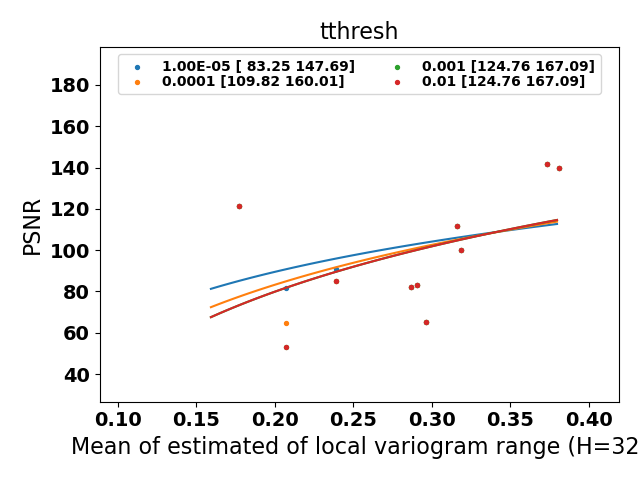 tthresh
1.00E-05 [ 83.25 147.69]
0.0001 [109.82 160.01]
0.001 [124.76 167.09]
0.01 [124.76 167.09]
PSNR
180
160
140
120
100
80
60
40
0.10 0.15 0.20 0.25 0.30 0.35 0.40
Mean of estimated of local variogram range (H=32